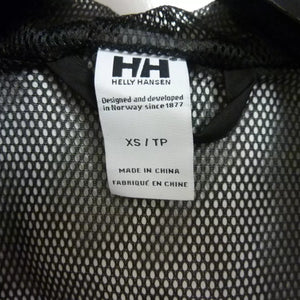 HH
HELLY HANSEN
Designed and developed
in Norway since 1877
XS / TP
MADE IN CHINA
FABRIQUÉ EN CHINE